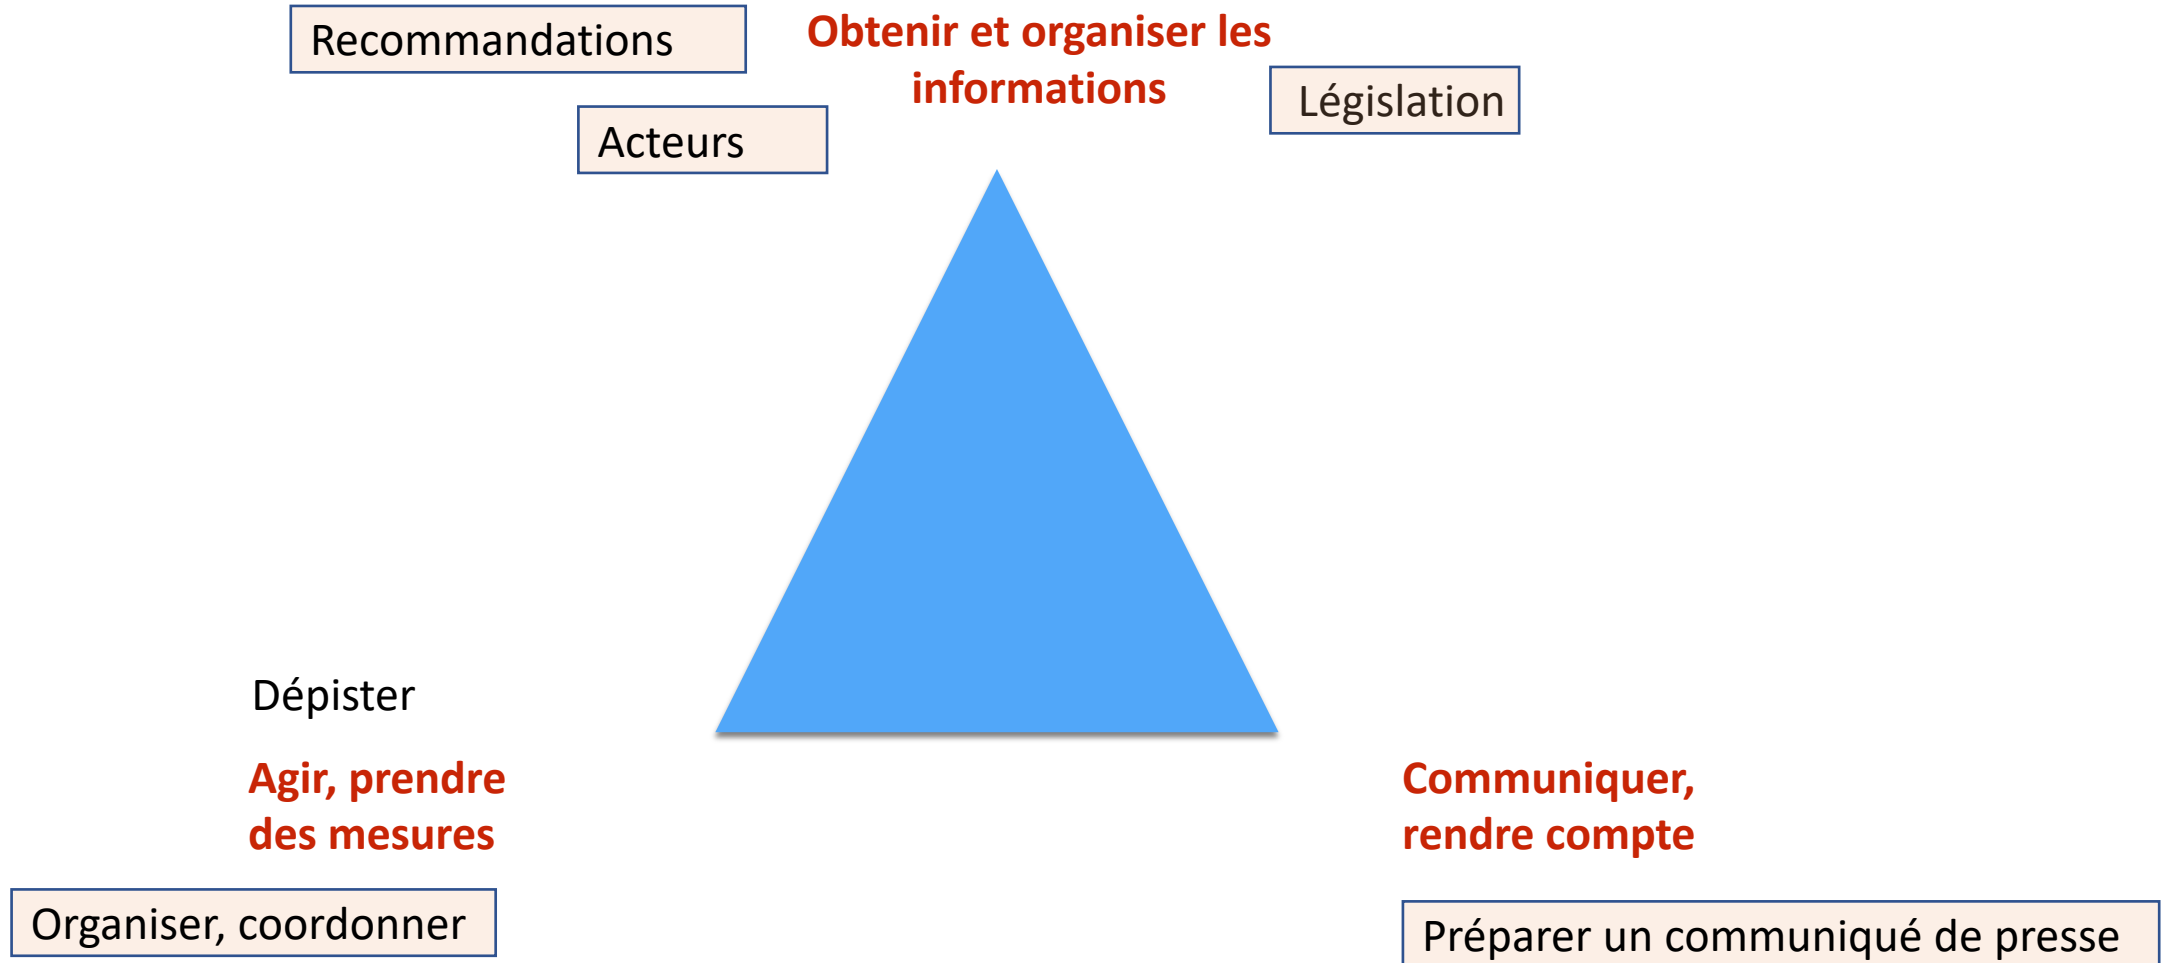 Recommandations
Obtenir et organiser les
informations
Législation
Acteurs
Dépister
Agir, prendre
des mesures
Communiquer,
rendre compte
Organiser, coordonner
Préparer un communiqué de presse